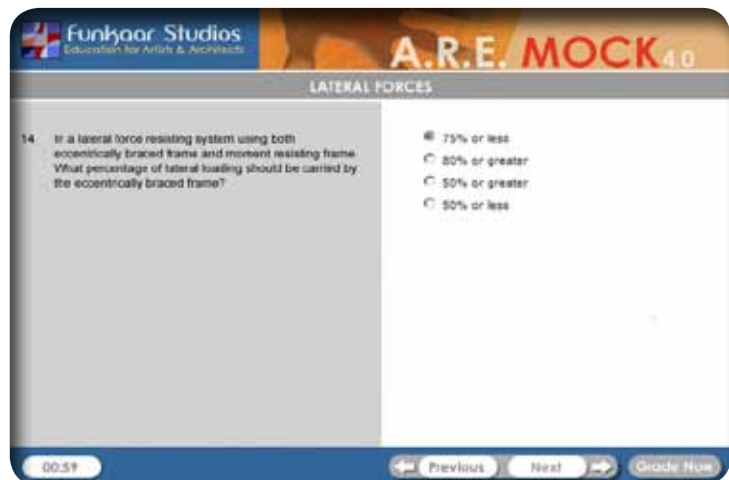 Funkaar Studios
Education for Artists & Architects
A.R.E. MOCK 4.0
LATERAL FORCES
14 In a lateral force resisting system using both
eccentrically braced frame and moment resisting frame
What percentage of lateral loading should be carried by
the eccentrically braced frame?
75% or less
80% or greater
50% or greater
50% or less
00:59
Previous
Next
Grade Now